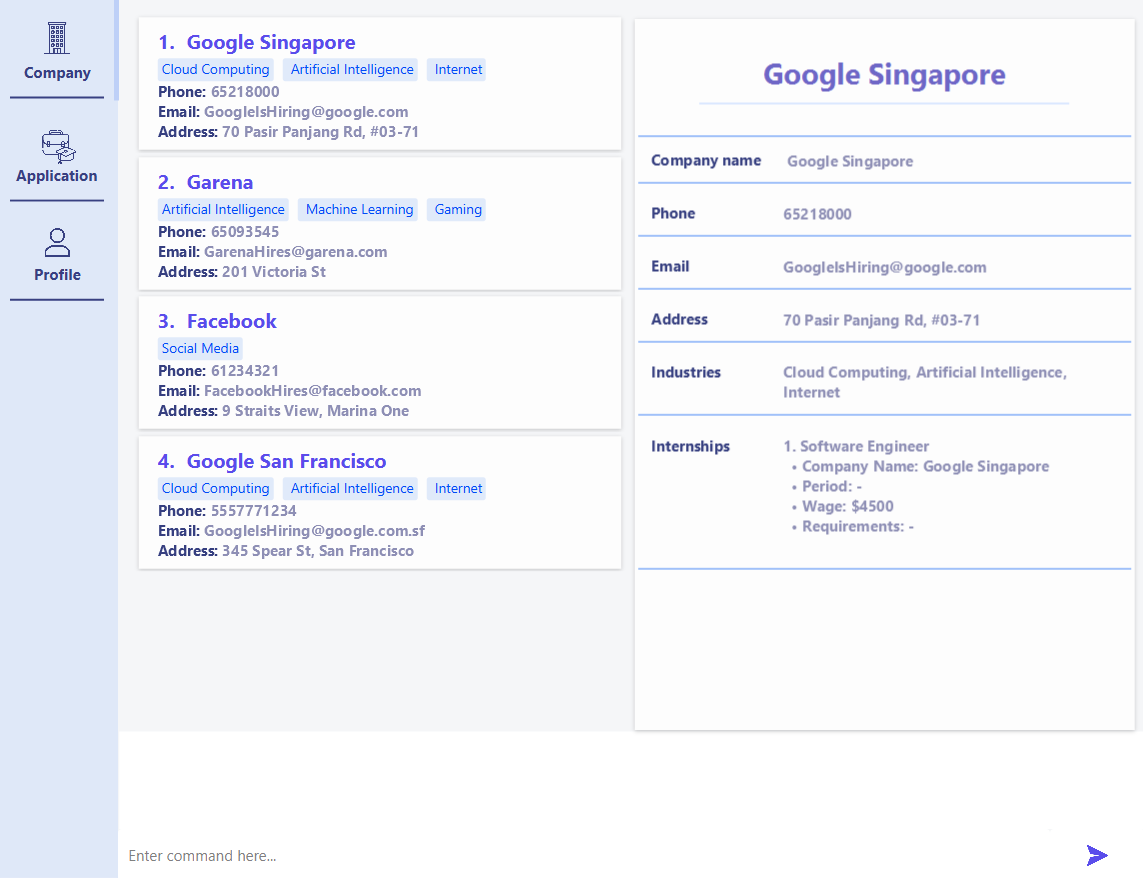 Company
Application
Profile
1. Google Singapore
Cloud Computing Artificial Intelligence Internet
Phone: 65218000
Email: GoogleIsHiring@google.com
Address: 70 Pasir Panjang Rd, #03-71
2. Garena
Artificial Intelligence Machine Learning Gaming
Phone: 65093545
Email: GarenaHires@garena.com
Address: 201 Victoria St
3. Facebook
Social Media
Phone: 61234321
Email: FacebookHires@facebook.com
Address: 9 Straits View, Marina One
4. Google San Francisco
Cloud Computing Artificial Intelligence Internet
Phone: 5557771234
Email: GoogleIsHiring@google.com.sf
Address: 345 Spear St, San Francisco
Google Singapore
Company name Google Singapore
Phone 65218000
Email GoogleIsHiring@google.com
Address 70 Pasir Panjang Rd, #03-71
Industries Cloud Computing, Artificial Intelligence,
Internet
Internships 1. Software Engineer
• Company Name: Google Singapore
• Period: -
• Wage: $4500
• Requirements: -
Enter command here...